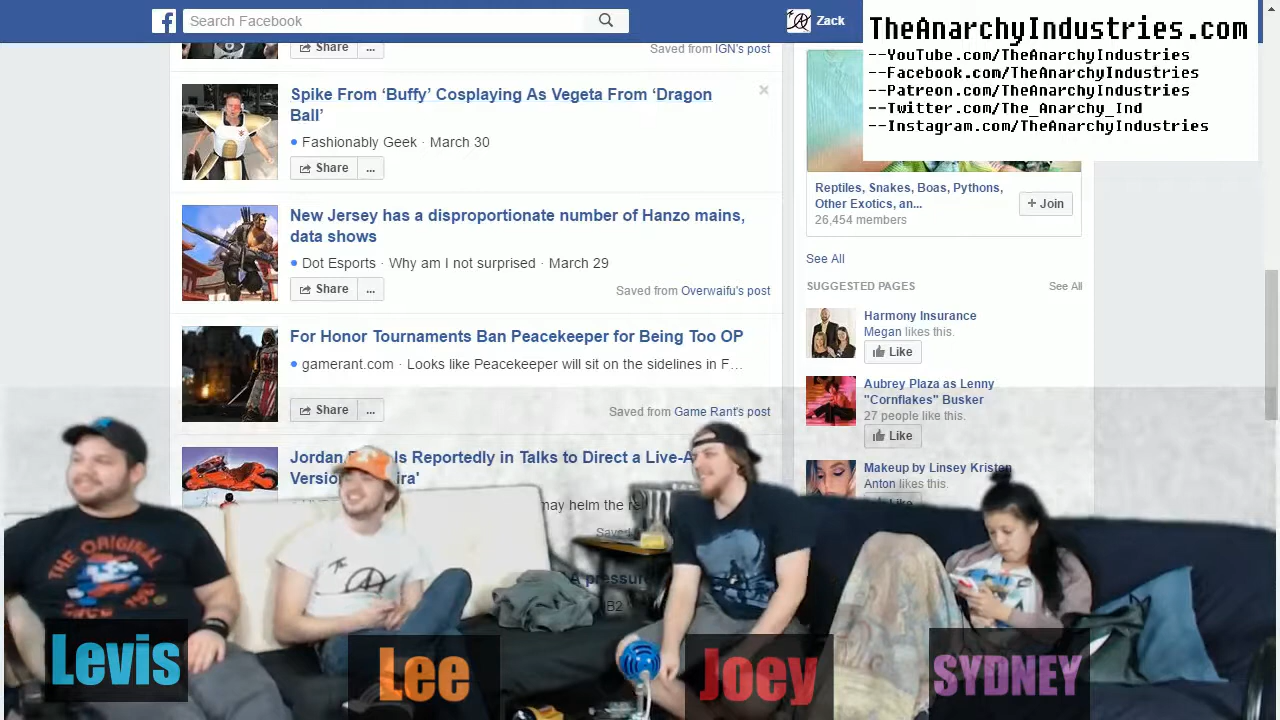 Search Facebook
Zack
TheAnarchyIndustries.com
--YouTube.com/TheAnarchyIndustries
--Facebook.com/TheAnarchyIndustries
--Patreon.com/TheAnarchyIndustries
--Twitter.com/The_Anarchy_Ind
--Instagram.com/TheAnarchyIndustries
Share ...
Saved from IGN's post
Spike From ‘Buffy’ Cosplaying As Vegeta From ‘Dragon
Ball’
Fashionably Geek · March 30
Share ...
New Jersey has a disproportionate number of Hanzo mains,
data shows
Dot Esports · Why am I not surprised · March 29
Share ...
Saved from Overwaifu's post
For Honor Tournaments Ban Peacekeeper for Being Too OP
gamerant.com · Looks like Peacekeeper will sit on the sidelines in F…
Share ...
Saved from Game Rant's post
Jordan Is Reportedly in Talks to Direct a Live-A
Version
may helm the
A pressure
Reptiles, Snakes, Boas, Pythons,
Other Exotics, an...
26,454 members
+ Join
See All
SUGGESTED PAGES
See All
Harmony Insurance
Megan likes this.
Like
Aubrey Plaza as Lenny
"Cornflakes" Busker
27 people like this.
Like
Makeup by Linsey Kristen
Anton likes this.
Like
THE ORIGINAL
SINCE
Levis
Lee
Joey
SYDNEY